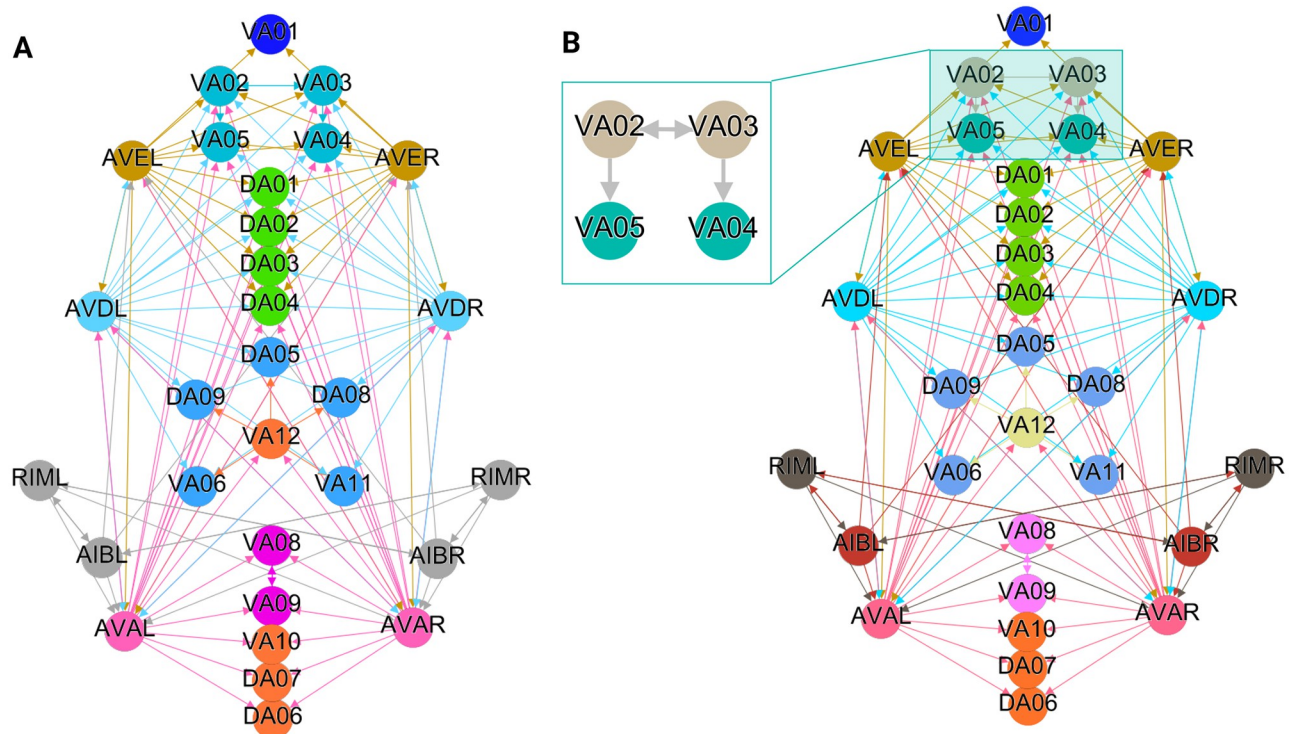 A
VA01
VA02 VA03
VA05 VA04
AVEL AVER
DA01
DA02
DA03
DA04
AVDL AVDR
DA05
DA09 DA08
VA12
RIML RIMR
VA06 VA11
VA08
AIBL AIBR
VA09
AVAL AVAR
VA10
DA07
DA06
B
VA01
VA02 VA03
VA05 VA04
VA02 VA03
VA05 VA04
AVEL AVER
DA01
DA02
DA03
DA04
AVDL AVDR
DA05
DA09 DA08
VA12
RIML RIMR
VA06 VA11
VA08
AIBL AIBR
VA09
AVAL AVAR
VA10
DA07
DA06